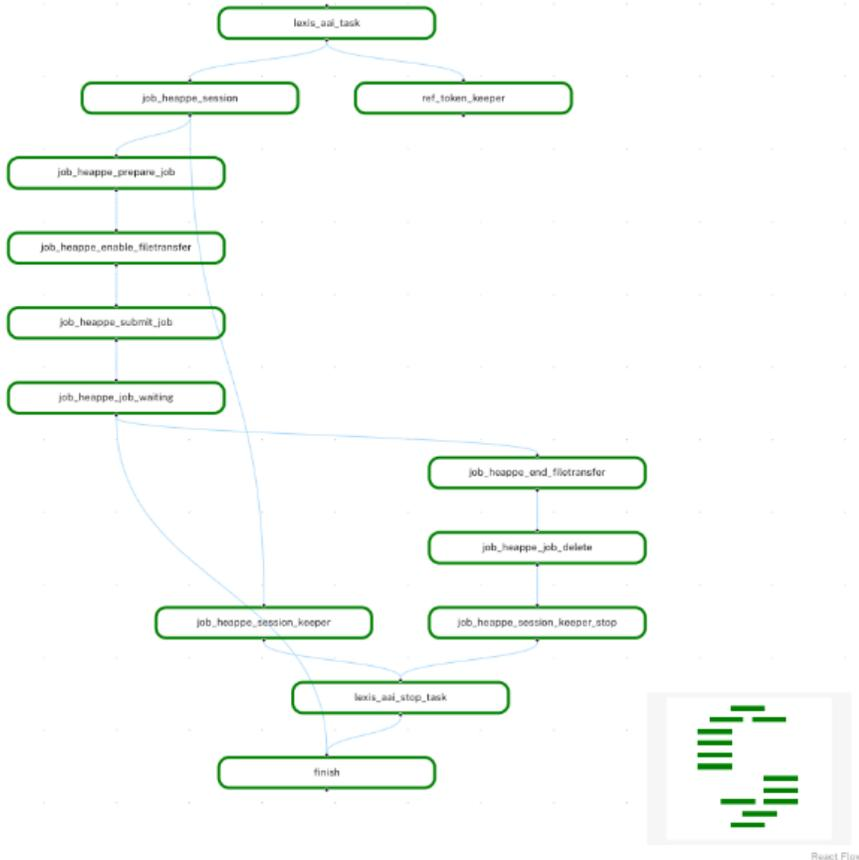 lexis_aai_task
job_heappe_session
ref_token_keeper
job_heappe_prepare_job
job_heappe_enable_filetransfer
job_heappe_submit_job
job_heappe_job_waiting
job_heappe_end_filetransfer
job_heappe_job_delete
job_heappe_session_keeper
job_heappe_session_keeper_stop
lexis_aai_stop_task
finish
React Flow